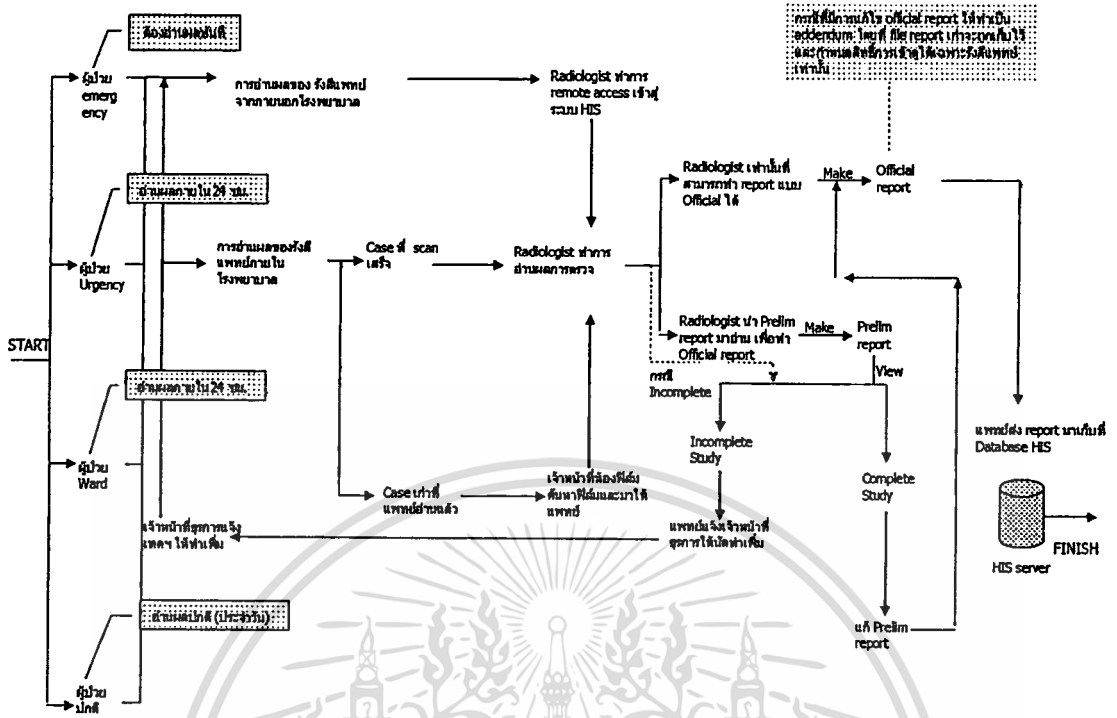 ต้องอ่านผลทันที
ผู้ป่วย
emerg
ency
การอ่านผลของ รังสีแพทย์
จากภายนอกโรงพยาบาล
Radiologist ทำการ
remote access เข้าสู่
ระบบ HIS
กรณีที่มีการแก้ไข official report ให้ทำเป็น
addendum โดยที่ file report เก่าจะถูกเก็บไว้
และกำหนดสิทธิ์การเข้าดูได้เฉพาะรังสีแพทย์
เท่านั้น
อ่านผลภายใน 24 ชม.
ผู้ป่วย
Urgency
การอ่านผลของรังสี
แพทย์ภายใน
โรงพยาบาล
Case ที่ scan
เสร็จ
Radiologist ทำการ
อ่านผลการตรวจ
Radiologist เท่านั้นที่
สามารถทำ report แบบ
Official ได้
Make
Official
report
Radiologist นำ Prelim
report มาอ่าน เพื่อทำ
Official report
Make
Prelim
report
View
กรณี
Incomplete
START
อ่านผลภายใน 24 ชม.
ผู้ป่วย
Ward
Incomplete
Study
Complete
Study
แพทย์ส่ง report มาเก็บที่
Database HIS
Case เก่าที่
แพทย์อ่านแล้ว
เจ้าหน้าที่ห้องฟิล์ม
ค้นหาฟิล์มและมาให้
แพทย์
เจ้าหน้าที่ธุรการแจ้ง
เทคฯ ให้ทำเพิ่ม
แพทย์แจ้งเจ้าหน้าที่
ธุรการให้นัดทำเพิ่ม
FINISH
HIS server
อ่านผลปกติ (ประจำวัน)
แก้ Prelim
report
ผู้ป่วย
ปกติ